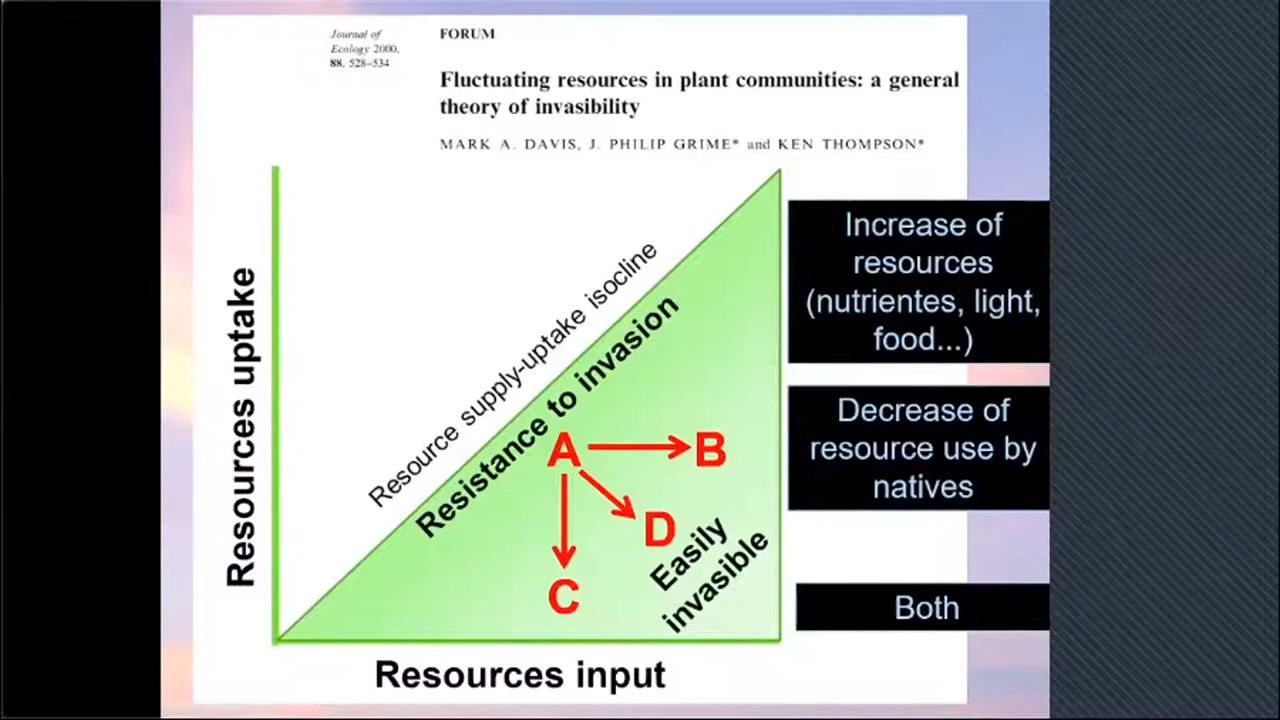 Journal of
Ecology 2000,
88, 528–534
FORUM
Fluctuating resources in plant communities: a general
theory of invasibility
MARK A. DAVIS, J. PHILIP GRIME* and KEN THOMPSON*
Resources uptake
Resource supply-uptake isocline
Resistance to invasion
A
B
D
C
Easily
invasible
Resources input
Increase of
resources
(nutrientes, light,
food...)
Decrease of
resource use by
natives
Both